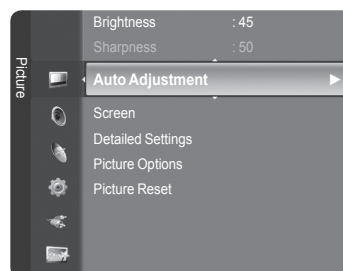 Picture
Brightness : 45
Sharpness : 50
Auto Adjustment
Screen
Detailed Settings
Picture Options
Picture Reset